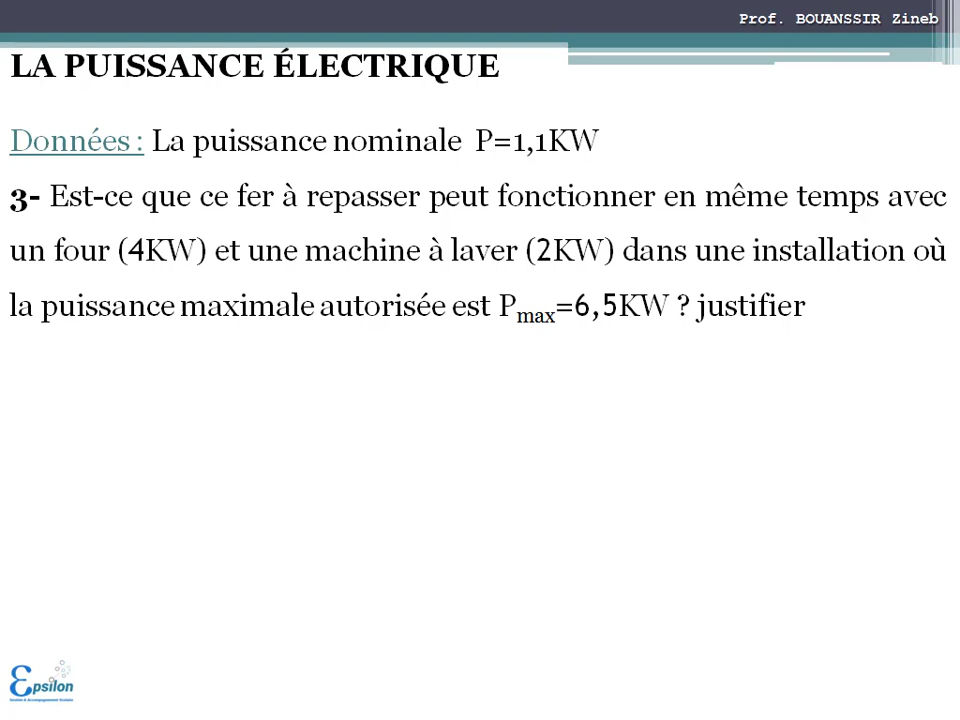 Prof. BOUANSSIR Zineb
LA PUISSANCE ÉLECTRIQUE
Données : La puissance nominale P=1,1KW
3- Est-ce que ce fer à repasser peut fonctionner en même temps avec
un four (4KW) et une machine à laver (2KW) dans une installation où
la puissance maximale autorisée est Pmax=6,5KW ? justifier
Epsilon